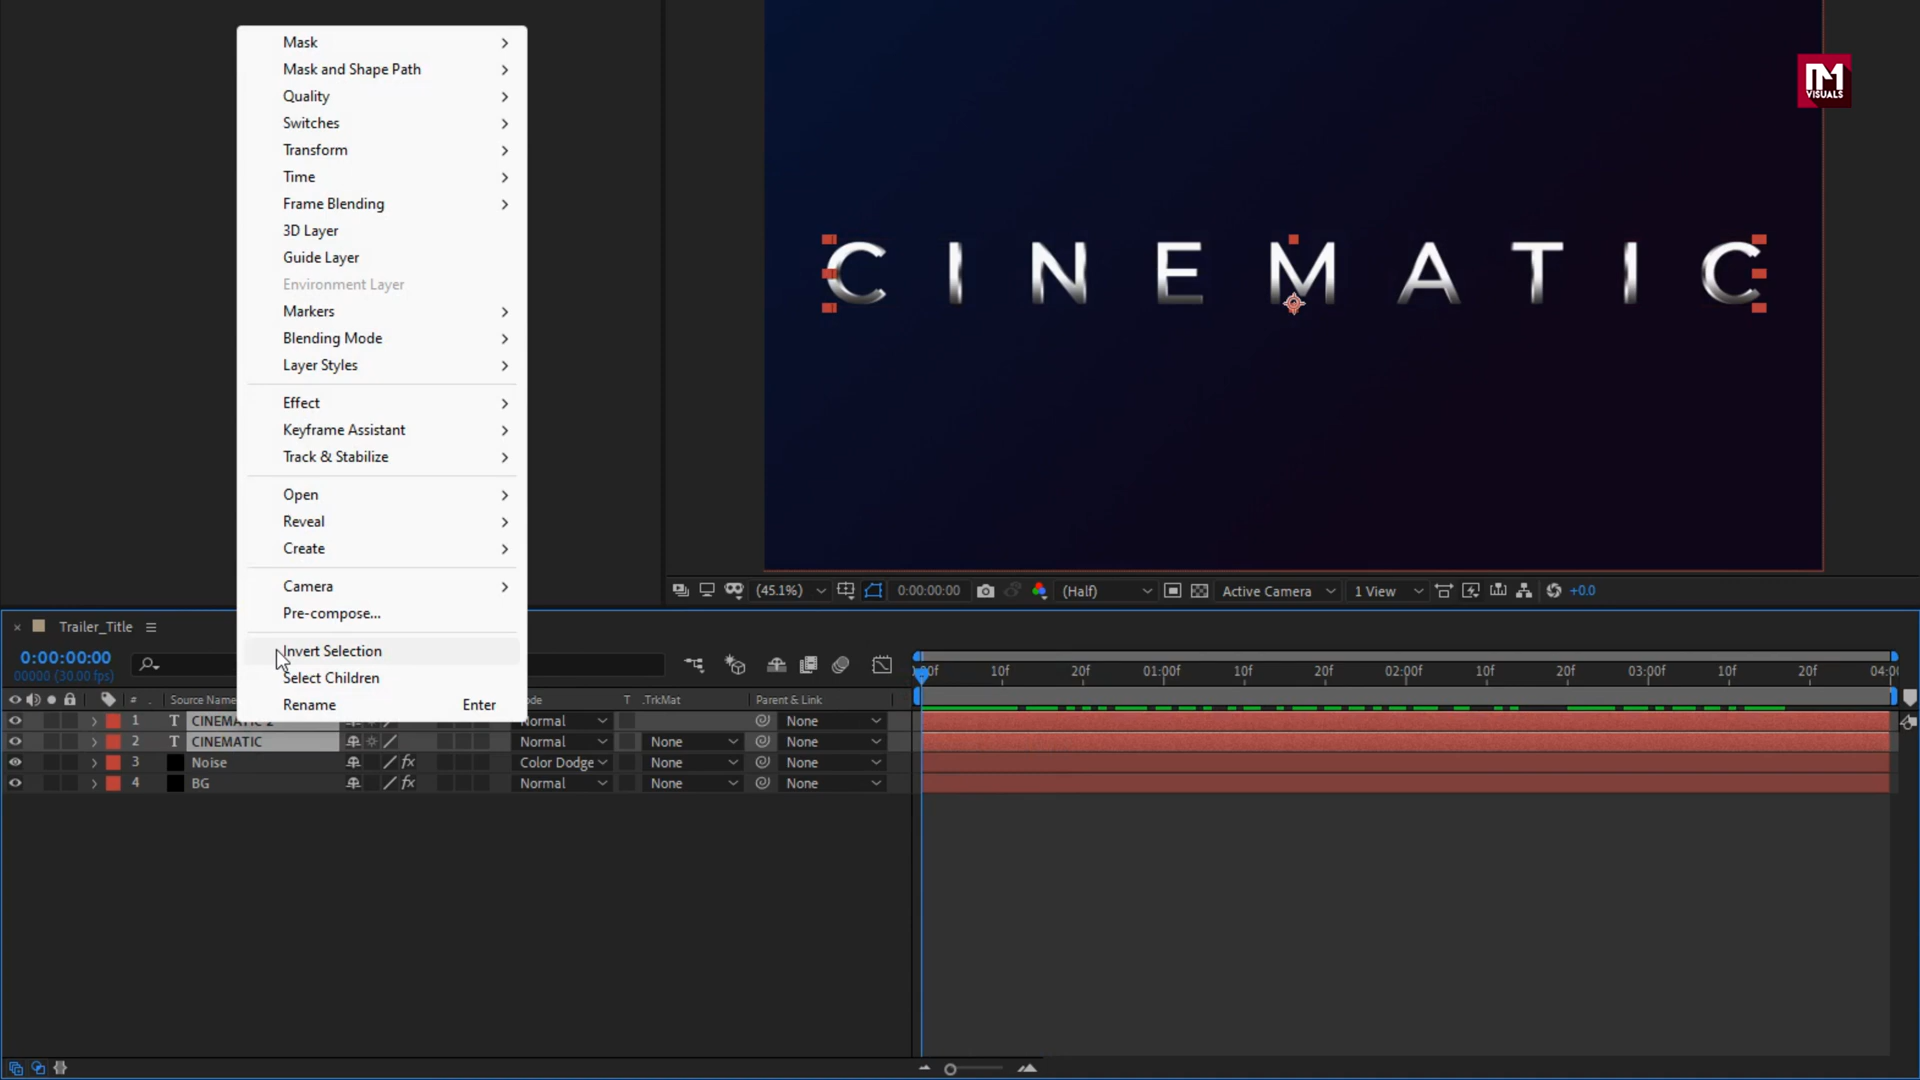 Mask
Mask and Shape Path
Quality
Switches
Transform
Time
Frame Blending
3D Layer
Guide Layer
Environment Layer
Markers
Blending Mode
Layer Styles
Effect
Keyframe Assistant
Track & Stabilize
Open
Reveal
Create
Camera
Pre-compose...
Invert Selection
Select Children
Rename Enter
CINEMATIC
VISUALS
(45.1%) 0:00:00:00 (Half) Active Camera 1 View +0.0
Trailer_Title
0:00:00:00
00000 (30.00 fps)
10f 20f 01:00f 10f 20f 02:00f 10f 20f 03:00f 10f 20f
# Source Name T .TrkMat Parent & Link
1 T CINEMATIC 2 Normal None
2 T CINEMATIC Normal None None
3 Noise fx Color Dodge None None
4 BG fx Normal None None